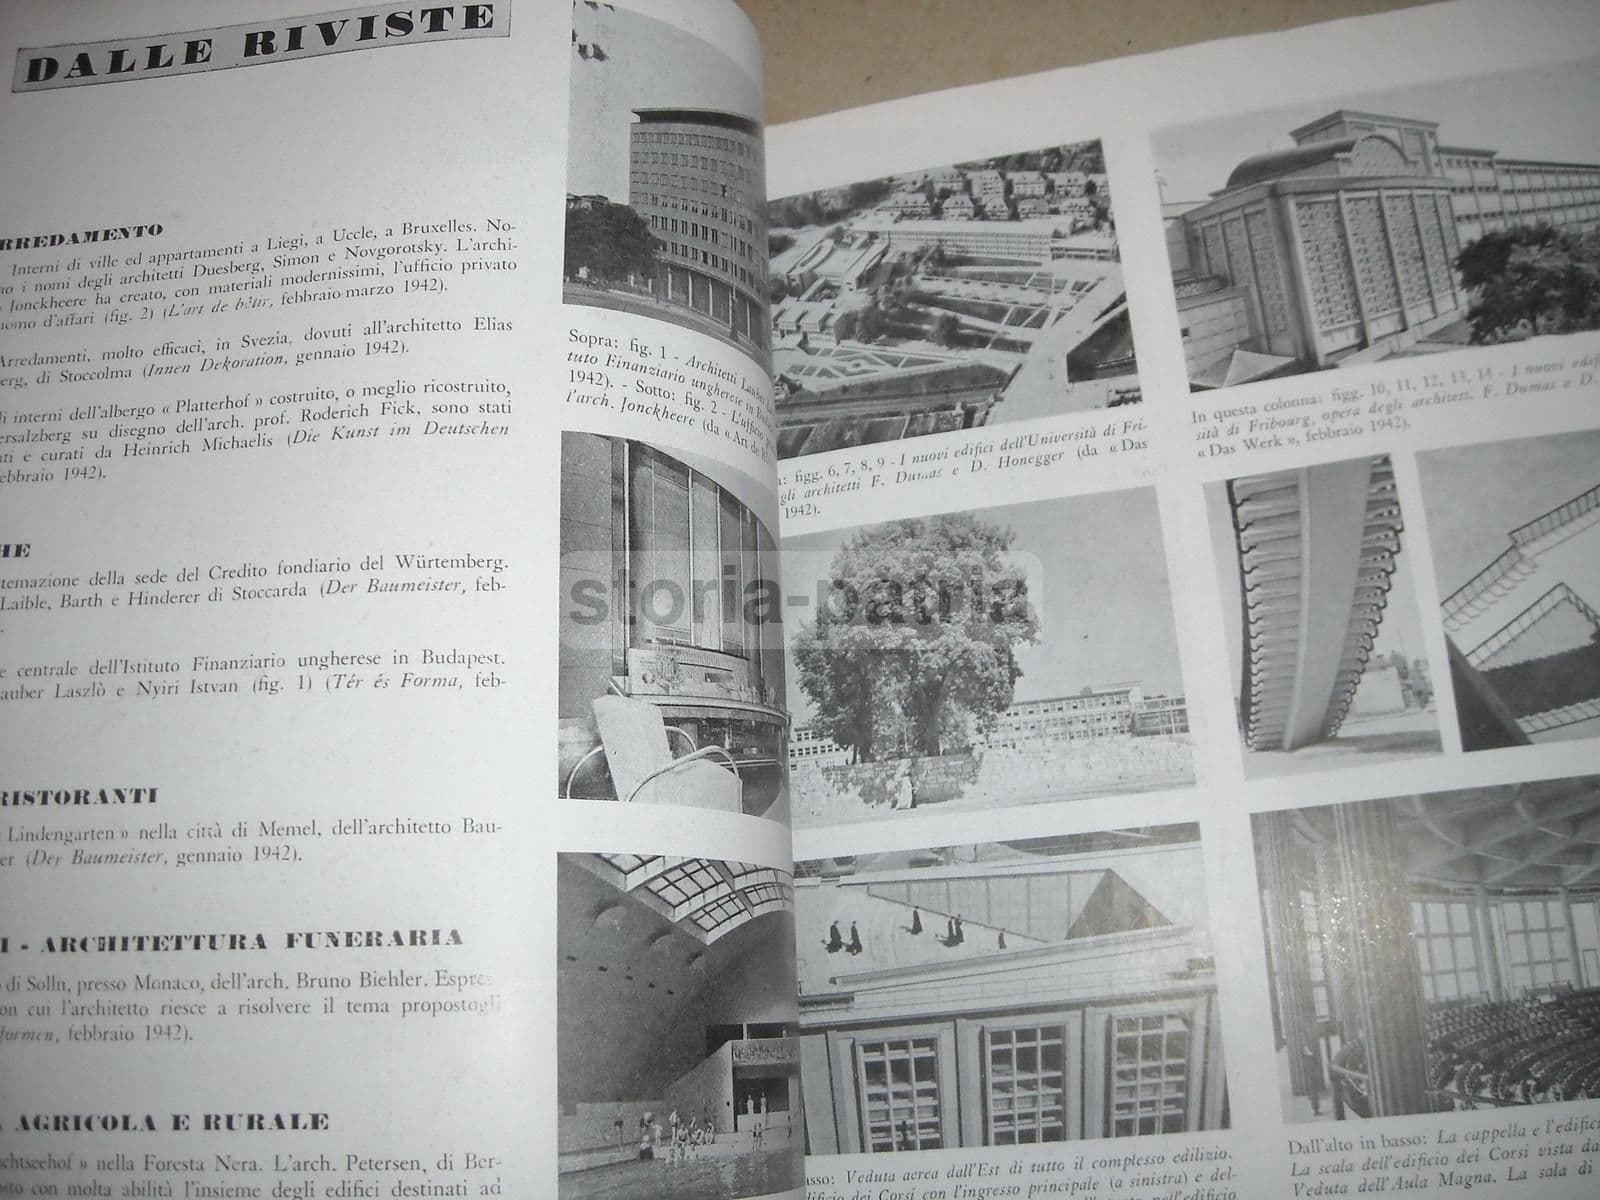 DALLE RIVISTE
RREDAMENTO
Interni di ville ed appartamenti a Liegi, a Uccle, a Bruxelles. No-
i nomi degli architetti Duesberg, Simon e Novgorotsky. L'archi-
Jonckheere ha creato, con materiali modernissimi, l'ufficio privato
uomo d'affari (fig. 2) (L'art de bâtir, febbraio-marzo 1942).
Arredamenti, molto efficaci, in Svezia, dovuti all'architetto Elias
erg, di Stoccolma (Innen Dekoration, gennaio 1942).
li interni dell'albergo « Platterhof » costruito, o meglio ricostruito,
ersalzberg su disegno dell'arch. prof. Roderich Fick, sono stati
ati e curati da Heinrich Michaelis (Die Kunst im Deutschen
ebbraio 1942).
HE
temazione della sede del Credito fondiario del Würtemberg.
Laible, Barth e Hinderer di Stoccarda (Der Baumeister, feb-
.
e centrale dell'Istituto Finanziario ungherese in Budapest.
auber Laszlò e Nyiri Istvan (fig. 1) (Tér és Forma, feb-
RISTORANTI
Lindengarten » nella città di Memel, dell'architetto Bau-
er (Der Baumeister, gennaio 1942).
I - ARCHITETTURA FUNERARIA
di Solln, presso Monaco, dell'arch. Bruno Biehler. Espres-
on cui l'architetto riesce a risolvere il tema propostogli
formen, febbraio 1942).
AGRICOLA E RURALE
chtseehof » nella Foresta Nera. L'arch. Petersen, di Ber-
sto con molta abilità l'insieme degli edifici destinati ad
Sopra: fig. 1 - Architetti Lauber
tuto Finanziario ungherese in
1942). - Sotto: fig. 2 - L'ufficio
l'arch. Jonckheere (da « Art de
: figg. 6, 7, 8, 9 - I nuovi edifici dell'Università di Fri-
gli architetti F. Dumas e D. Honegger (da « Das
1942).
In questa colonna: figg. 10, 11, 12, 13, 14 - I nuovi edifi
sità di Fribourg, opera degli architett. F. Dumas e D.
« Das Werk », febbraio 1942).
storia-patria
sso: Veduta aerea dall'Est di tutto il complesso edilizio.
dificio dei Corsi con l'ingresso principale (a sinistra) e del-
nell'edificio
Dall'alto in basso: La cappella e l'edifici
La scala dell'edificio dei Corsi vista da
Veduta dell'Aula Magna. La sala di